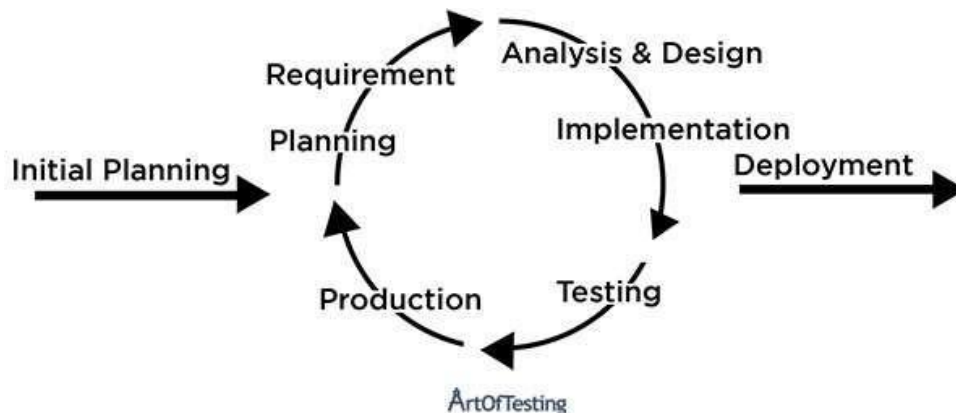 Initial Planning
Planning
Requirement
Analysis & Design
Implementation
Testing
Production
Deployment
ArtOfTesting